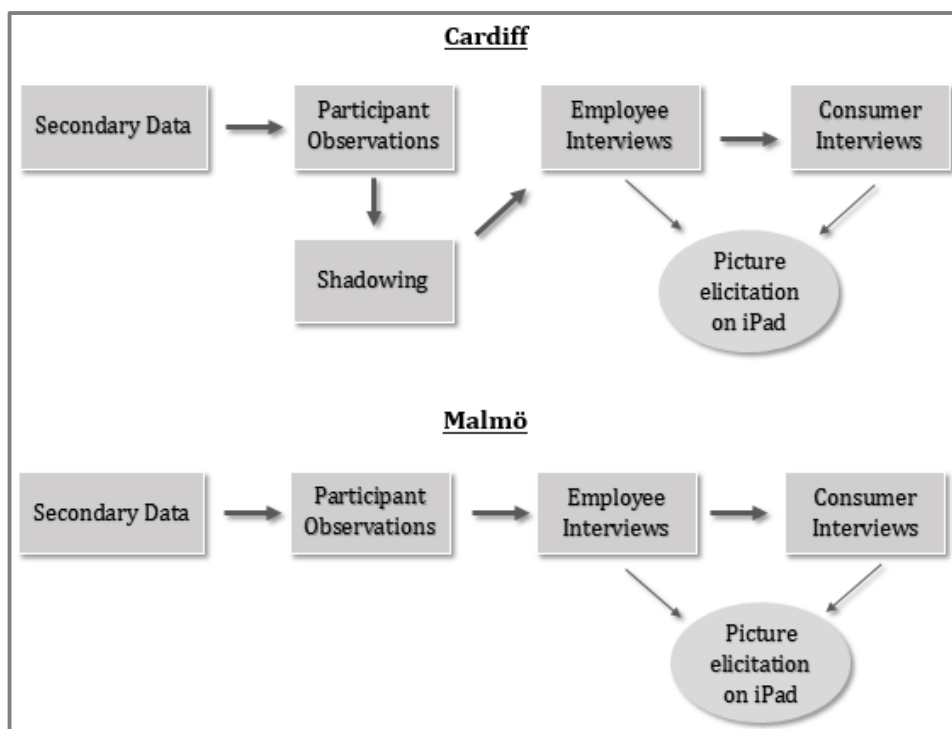 Cardiff
Secondary Data
Participant
Observations
Employee
Interviews
Consumer
Interviews
Shadowing
Picture
elicitation
on iPad
Malmö
Secondary Data
Participant
Observations
Employee
Interviews
Consumer
Interviews
Picture
elicitation
on iPad